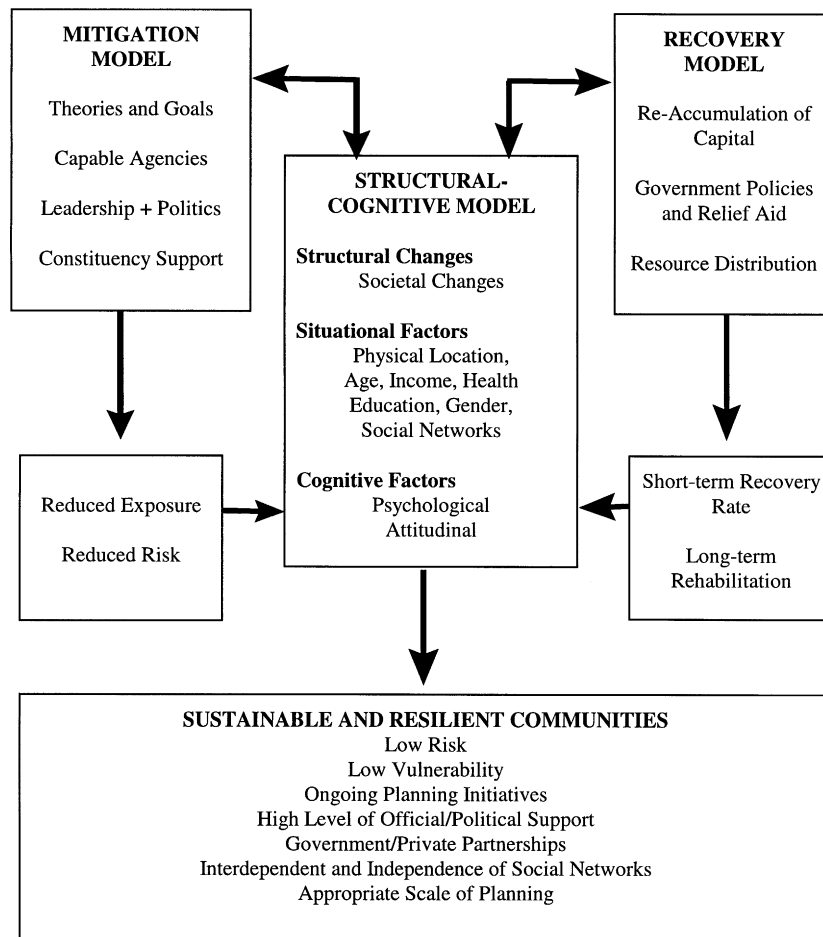 MITIGATION
MODEL
Theories and Goals
Capable Agencies
Leadership + Politics
Constituency Support
RECOVERY
MODEL
Re-Accumulation of
Capital
Government Policies
and Relief Aid
Resource Distribution
STRUCTURAL-
COGNITIVE MODEL
Structural Changes
Societal Changes
Situational Factors
Physical Location,
Age, Income, Health
Education, Gender,
Social Networks
Cognitive Factors
Psychological
Attitudinal
Reduced Exposure
Reduced Risk
Short-term Recovery
Rate
Long-term
Rehabilitation
SUSTAINABLE AND RESILIENT COMMUNITIES
Low Risk
Low Vulnerability
Ongoing Planning Initiatives
High Level of Official/Political Support
Government/Private Partnerships
Interdependent and Independence of Social Networks
Appropriate Scale of Planning